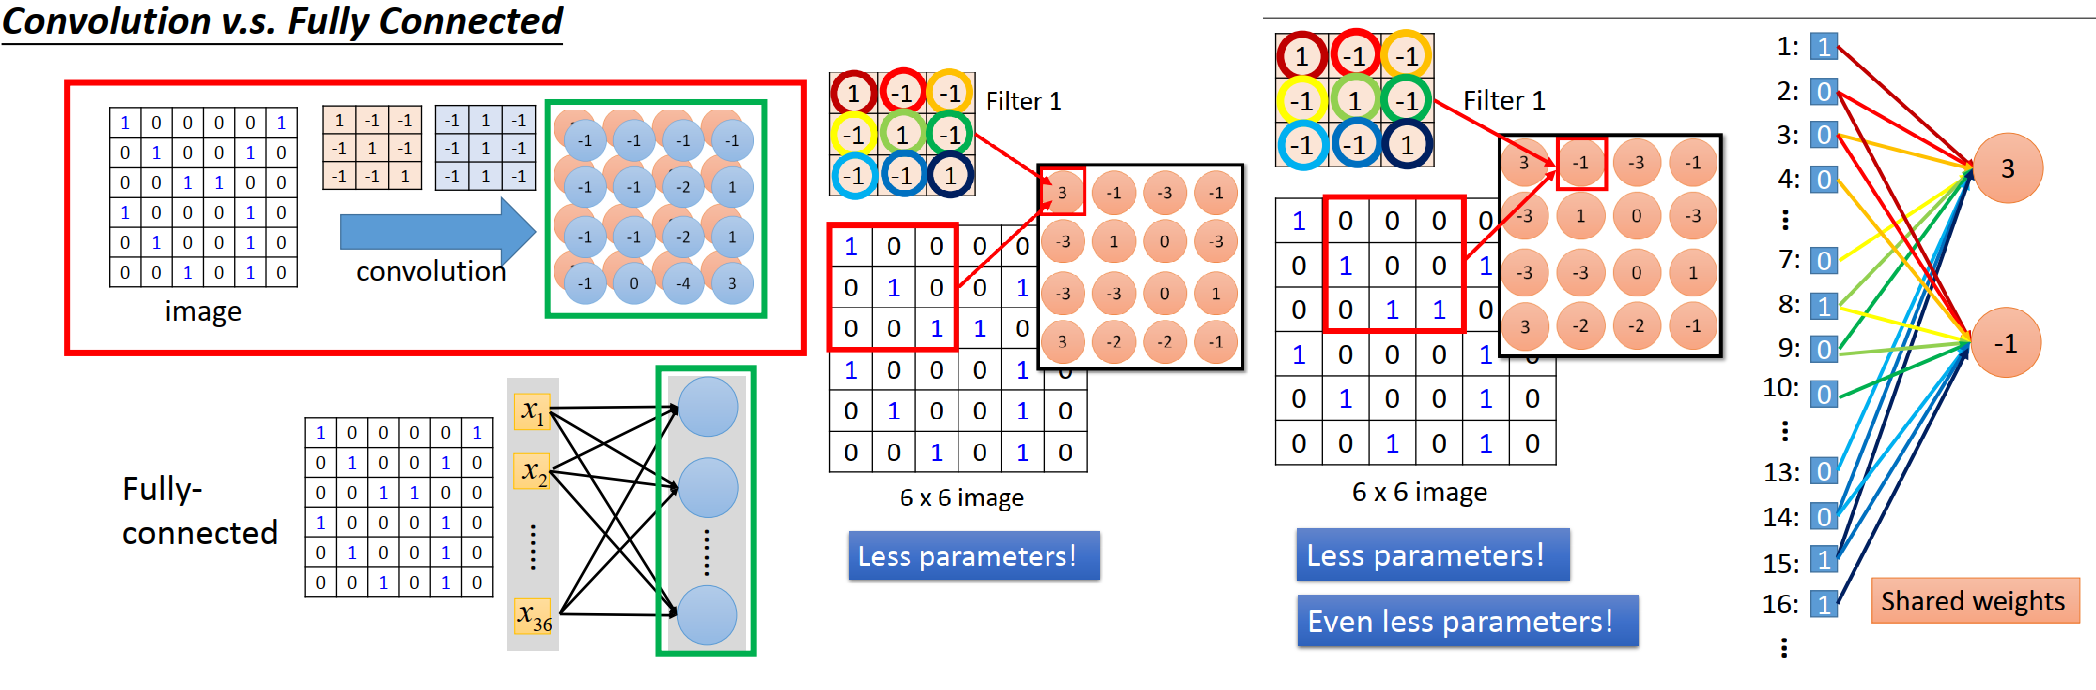 Convolution v.s. Fully Connected
1 0 0 0 0 1
0 1 0 0 1 0
0 0 1 1 0 0
1 0 0 0 1 0
0 1 0 0 1 0
0 0 1 0 1 0
image
1 -1 -1
-1 1 -1
-1 -1 1
-1 1 -1
-1 1 -1
-1 1 -1
convolution
-1 -1 -1 -1
-1 -1 -2 1
-1 -1 -2 1
-1 0 -4 3
Fully-
connected
1 0 0 0 0 1
0 1 0 0 1 0
0 0 1 1 0 0
1 0 0 0 1 0
0 1 0 0 1 0
0 0 1 0 1 0
x1
x2
……
x36
……
1 -1 -1
-1 1 -1
-1 -1 1
Filter 1
1 0 0 0 0
0 1 0 0 1
0 0 1 1 0
1 0 0 0 1 0
0 1 0 0 1 0
0 0 1 0 1 0
3 -1 -3 -1
-3 1 0 -3
-3 -3 0 1
3 -2 -2 -1
6 x 6 image
Less parameters!
1 -1 -1
-1 1 -1
-1 -1 1
Filter 1
1 0 0 0 0
0 1 0 0 1
0 0 1 1 0
1 0 0 0 1 0
0 1 0 0 1 0
0 0 1 0 1 0
3 -1 -3 -1
-3 1 0 -3
-3 -3 0 1
3 -2 -2 -1
6 x 6 image
Less parameters!
Even less parameters!
1: 1
2: 0
3: 0
4: 0
⋮
7: 0
8: 1
9: 0
10: 0
⋮
13: 0
14: 0
15: 1
16: 1
⋮
3
-1
Shared weights